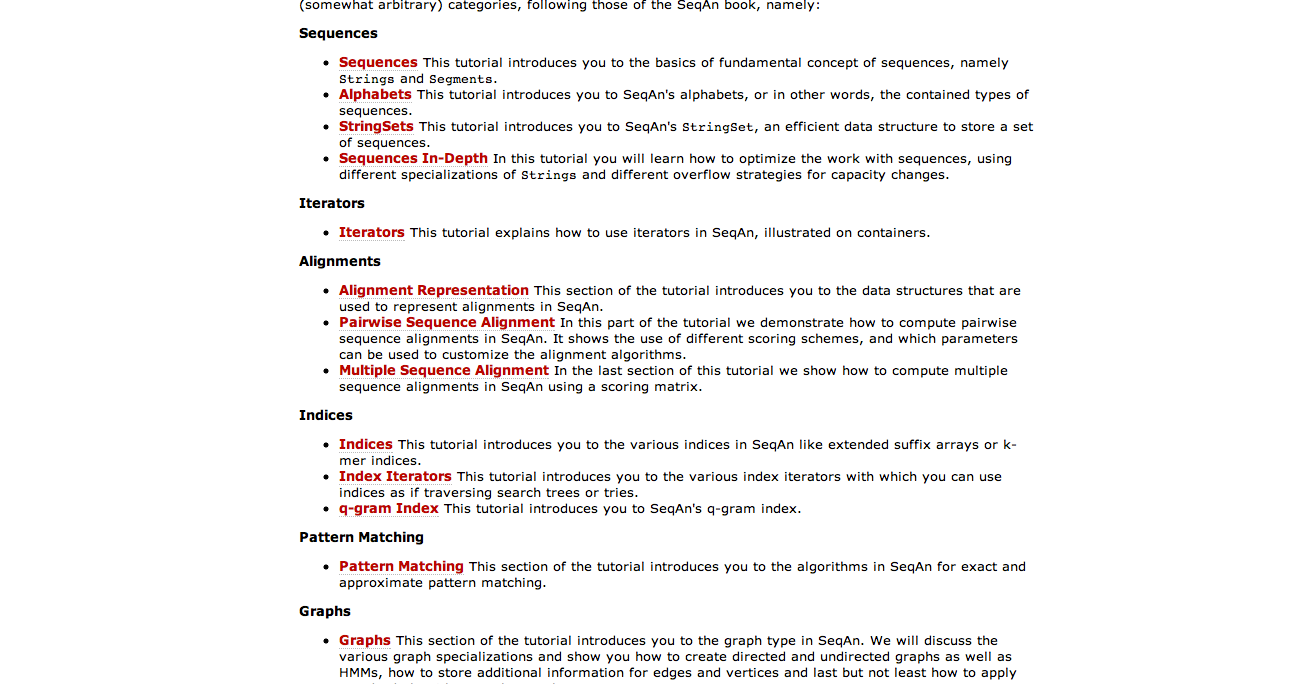 (somewhat arbitrary) categories, following those of the SeqAn book, namely:
Sequences
• Sequences This tutorial introduces you to the basics of fundamental concept of sequences, namely
Strings and Segments.
• Alphabets This tutorial introduces you to SeqAn's alphabets, or in other words, the contained types of
sequences.
• StringSets This tutorial introduces you to SeqAn's StringSet, an efficient data structure to store a set
of sequences.
• Sequences In-Depth In this tutorial you will learn how to optimize the work with sequences, using
different specializations of Strings and different overflow strategies for capacity changes.
Iterators
• Iterators This tutorial explains how to use iterators in SeqAn, illustrated on containers.
Alignments
• Alignment Representation This section of the tutorial introduces you to the data structures that are
used to represent alignments in SeqAn.
• Pairwise Sequence Alignment In this part of the tutorial we demonstrate how to compute pairwise
sequence alignments in SeqAn. It shows the use of different scoring schemes, and which parameters
can be used to customize the alignment algorithms.
• Multiple Sequence Alignment In the last section of this tutorial we show how to compute multiple
sequence alignments in SeqAn using a scoring matrix.
Indices
• Indices This tutorial introduces you to the various indices in SeqAn like extended suffix arrays or k-
mer indices.
• Index Iterators This tutorial introduces you to the various index iterators with which you can use
indices as if traversing search trees or tries.
• q-gram Index This tutorial introduces you to SeqAn's q-gram index.
Pattern Matching
• Pattern Matching This section of the tutorial introduces you to the algorithms in SeqAn for exact and
approximate pattern matching.
Graphs
• Graphs This section of the tutorial introduces you to the graph type in SeqAn. We will discuss the
various graph specializations and show you how to create directed and undirected graphs as well as
HMMs, how to store additional information for edges and vertices and last but not least how to apply